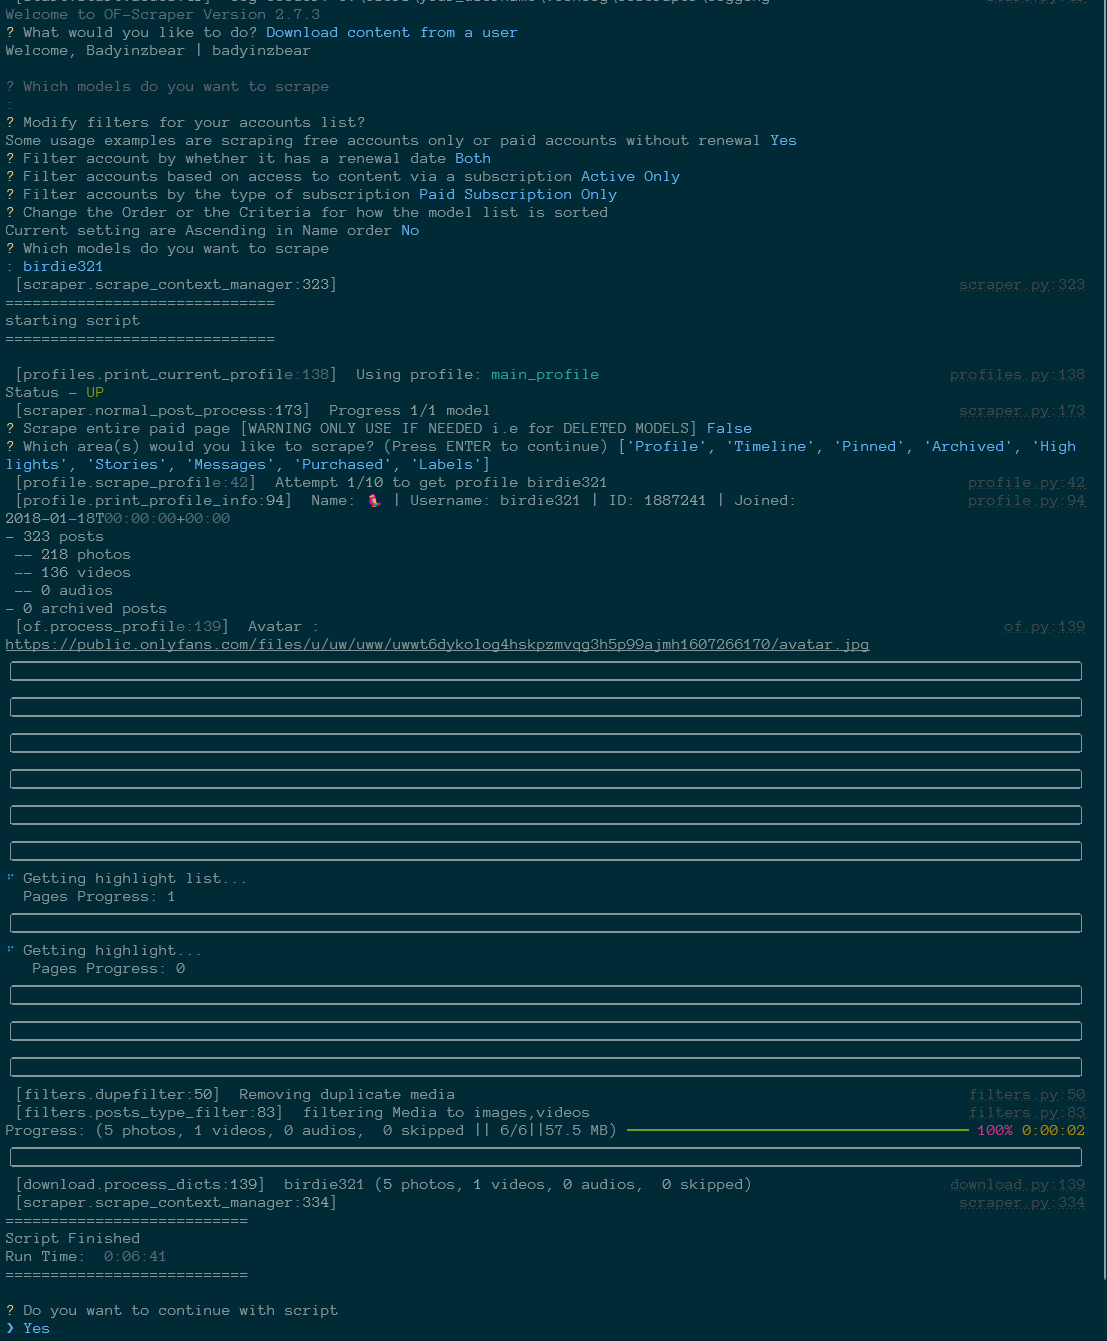 Welcome to OF-Scraper Version 2.7.3
? What would you like to do? Download content from a user
Welcome, Badyinzbear | badyinzbear
? Which models do you want to scrape
:
? Modify filters for your accounts list?
Some usage examples are scraping free accounts only or paid accounts without renewal Yes
? Filter account by whether it has a renewal date Both
? Filter accounts based on access to content via a subscription Active Only
? Filter accounts by the type of subscription Paid Subscription Only
? Change the Order or the Criteria for how the model list is sorted
Current setting are Ascending in Name order No
? Which models do you want to scrape
: birdie321
[scraper.scrape_context_manager:323] scraper.py:323
==============================
starting script
==============================
[profiles.print_current_profile:138] Using profile: main_profile profiles.py:138
Status - UP
[scraper.normal_post_process:173] Progress 1/1 model scraper.py:173
? Scrape entire paid page [WARNING ONLY USE IF NEEDED i.e for DELETED MODELS] False
? Which area(s) would you like to scrape? (Press ENTER to continue) ['Profile', 'Timeline', 'Pinned', 'Archived', 'High
lights', 'Stories', 'Messages', 'Purchased', 'Labels']
[profile.scrape_profile:42] Attempt 1/10 to get profile birdie321 profile.py:42
[profile.print_profile_info:94] Name: 🦜 | Username: birdie321 | ID: 1887241 | Joined: profile.py:94
2018-01-18T00:00:00+00:00
- 323 posts
-- 218 photos
-- 136 videos
-- 0 audios
- 0 archived posts
[of.process_profile:139] Avatar : of.py:139
https://public.onlyfans.com/files/u/uw/uww/uwwt6dykolog4hskpzmvqg3h5p99ajmh1607266170/avatar.jpg
Getting highlight list...
Pages Progress: 1
Getting highlight...
Pages Progress: 0
[filters.dupefilter:50] Removing duplicate media filters.py:50
[filters.posts_type_filter:83] filtering Media to images,videos filters.py:83
Progress: (5 photos, 1 videos, 0 audios, 0 skipped || 6/6||57.5 MB) 100% 0:00:02
[download.process_dicts:139] birdie321 (5 photos, 1 videos, 0 audios, 0 skipped) download.py:139
[scraper.scrape_context_manager:334] scraper.py:334
===========================
Script Finished
Run Time: 0:06:41
===========================
? Do you want to continue with script
❯ Yes